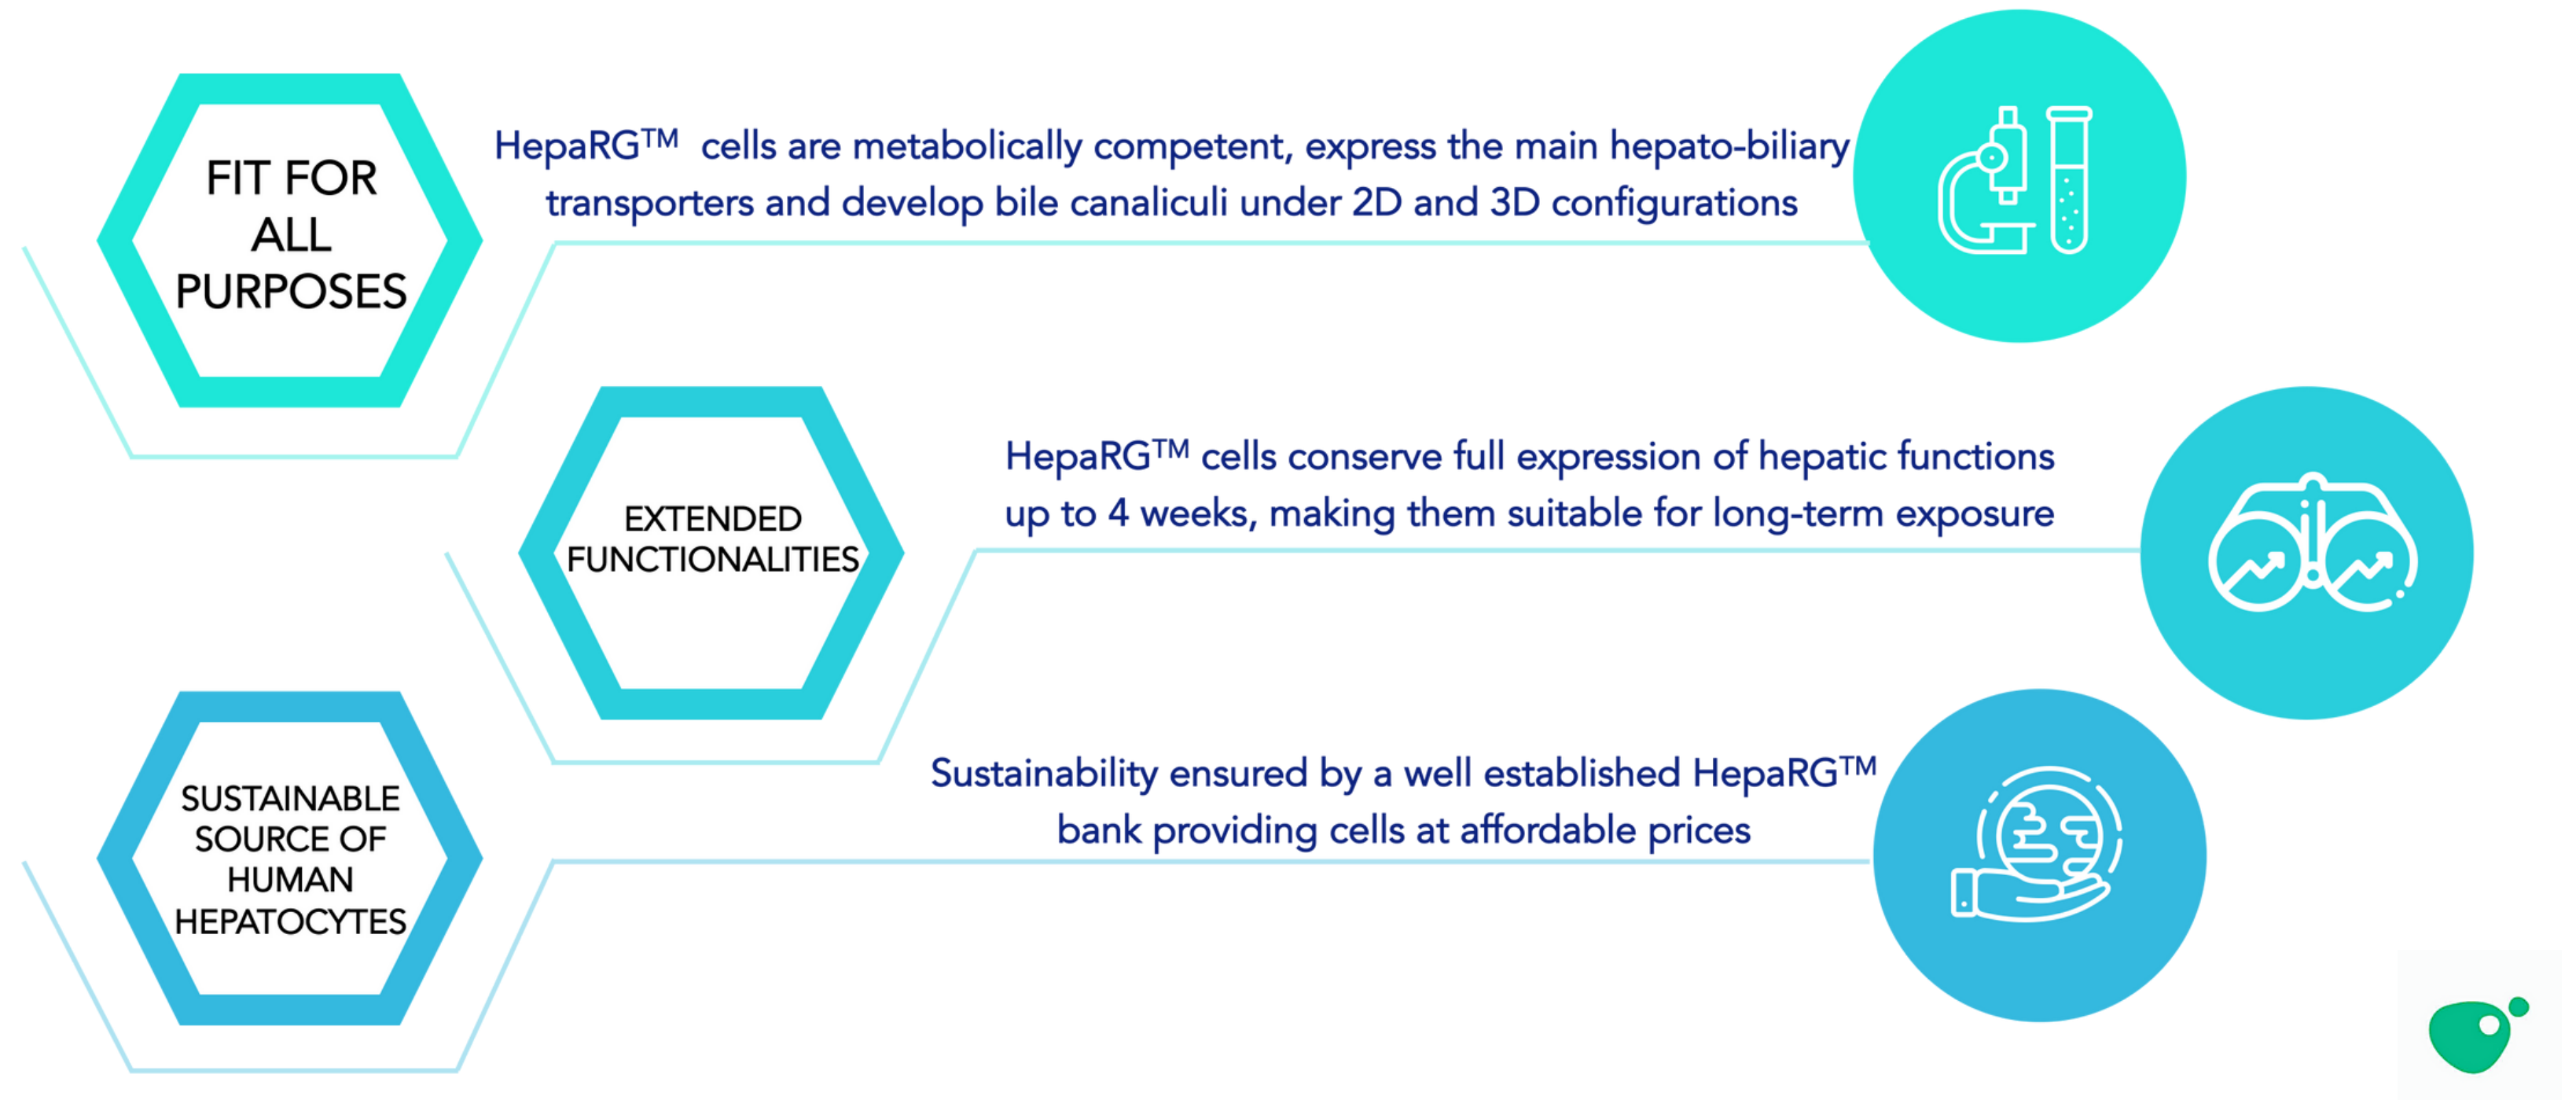 FIT FOR
ALL
PURPOSES
HepaRG™ cells are metabolically competent, express the main hepato-biliary
transporters and develop bile canaliculi under 2D and 3D configurations
EXTENDED
FUNCTIONALITIES
HepaRG™ cells conserve full expression of hepatic functions
up to 4 weeks, making them suitable for long-term exposure
SUSTAINABLE
SOURCE OF
HUMAN
HEPATOCYTES
Sustainability ensured by a well established HepaRG™
bank providing cells at affordable prices